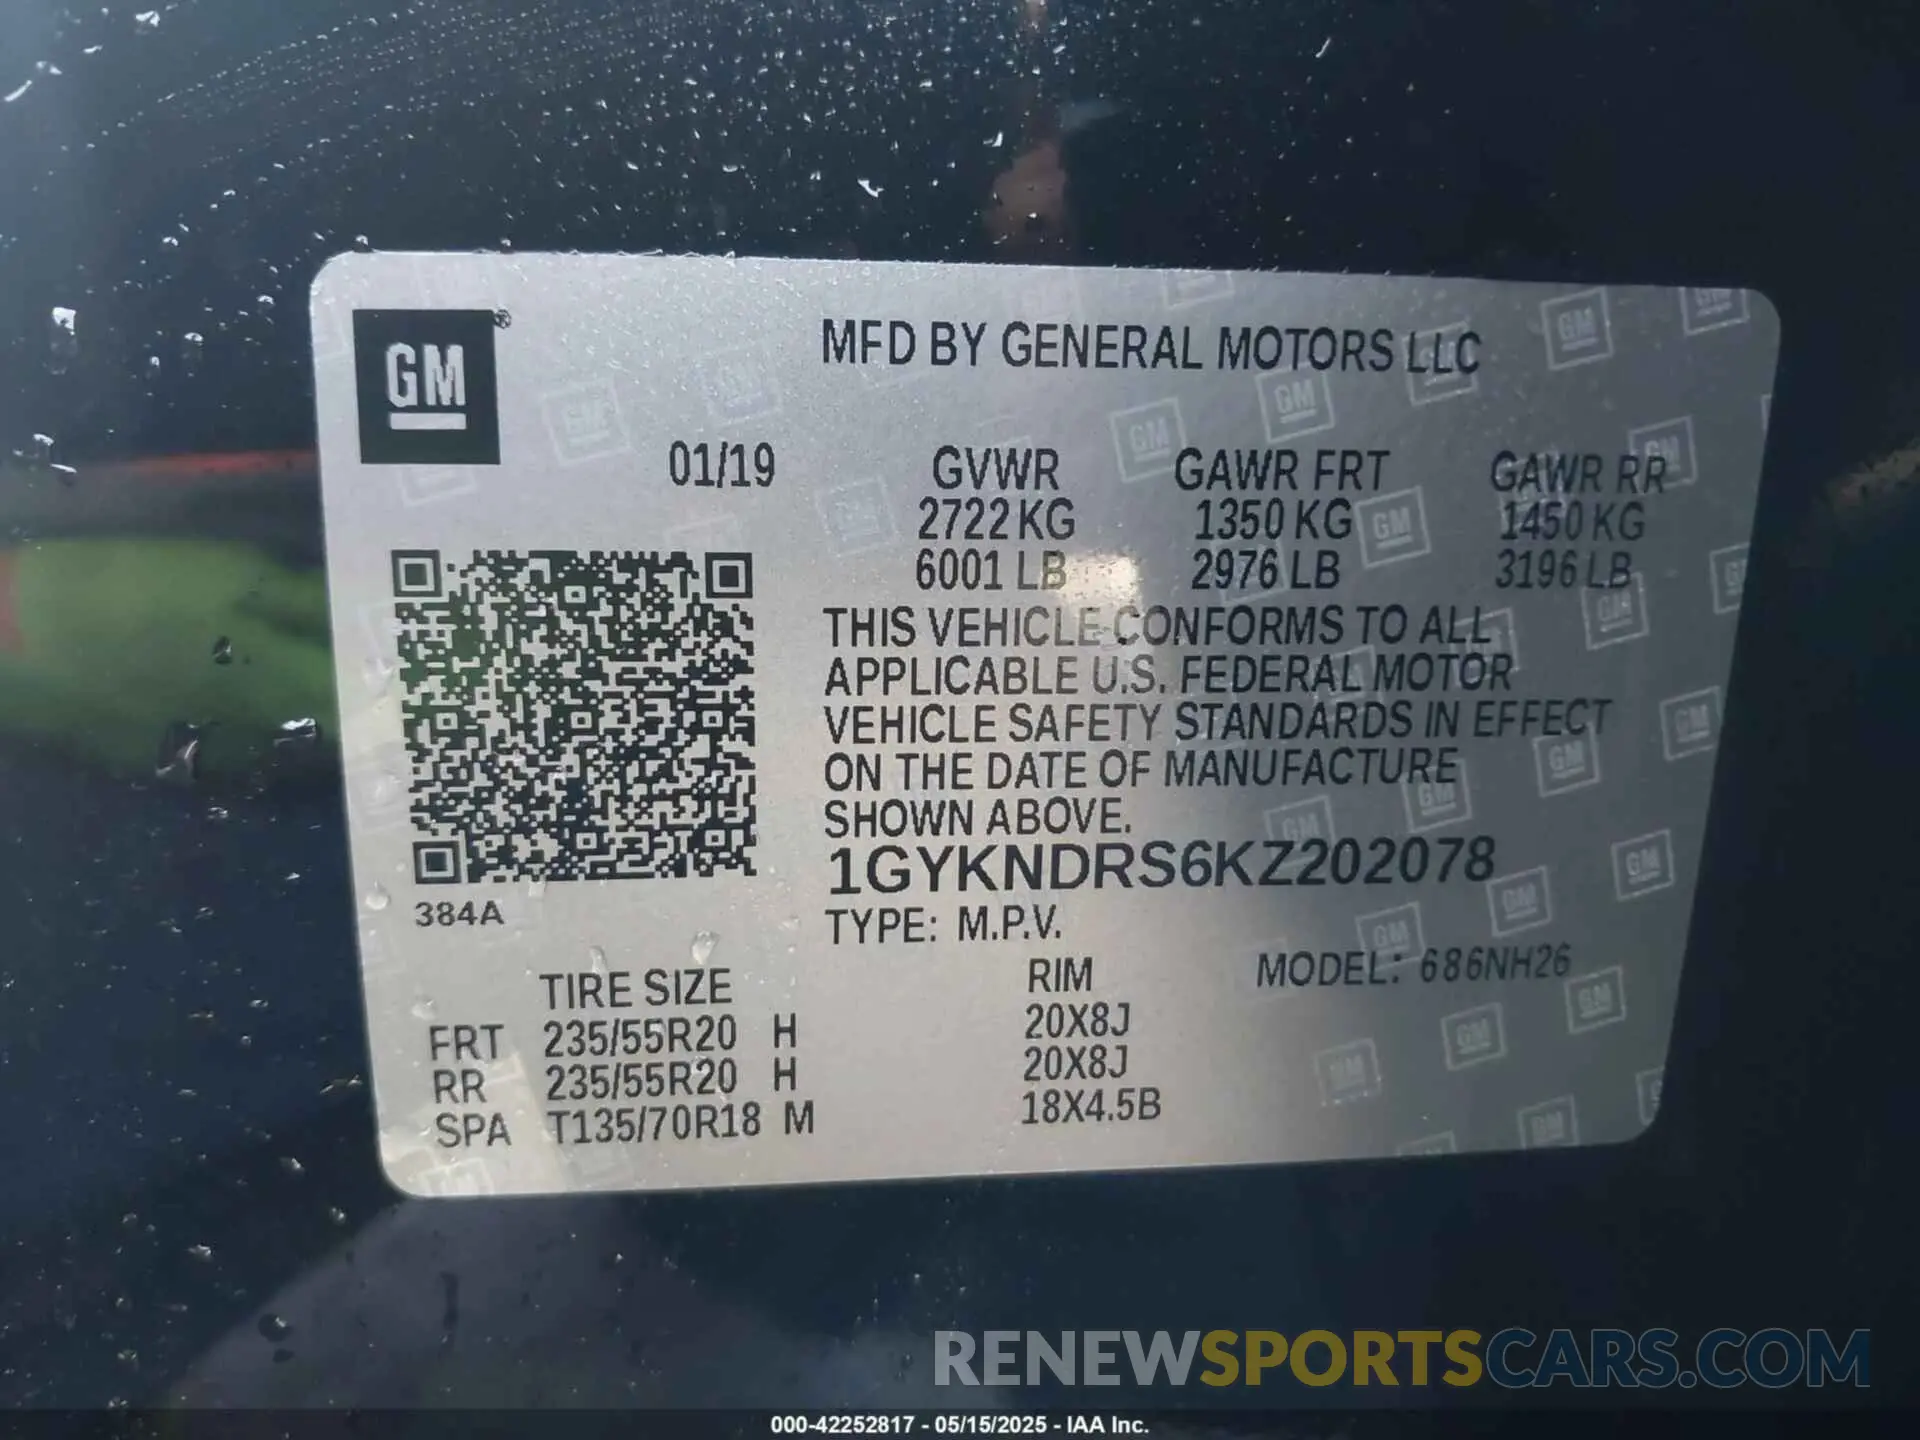 GM®
MFD BY GENERAL MOTORS LLC
01/19 GVWR GAWR FRT GAWR RR
2722 KG 1350 KG 1450 KG
6001 LB 2976 LB 3196 LB
THIS VEHICLE CONFORMS TO ALL
APPLICABLE U.S. FEDERAL MOTOR
VEHICLE SAFETY STANDARDS IN EFFECT
ON THE DATE OF MANUFACTURE
SHOWN ABOVE.
1GYKNDRS6KZ202078
384A
TYPE: M.P.V.
TIRE SIZE RIM MODEL: 686NH26
FRT 235/55R20 H 20X8J
RR 235/55R20 H 20X8J
SPA T135/70R18 M 18X4.5B
RENEWSPORTSCARS.COM
000-42252817 - 05/15/2025 - IAA Inc.